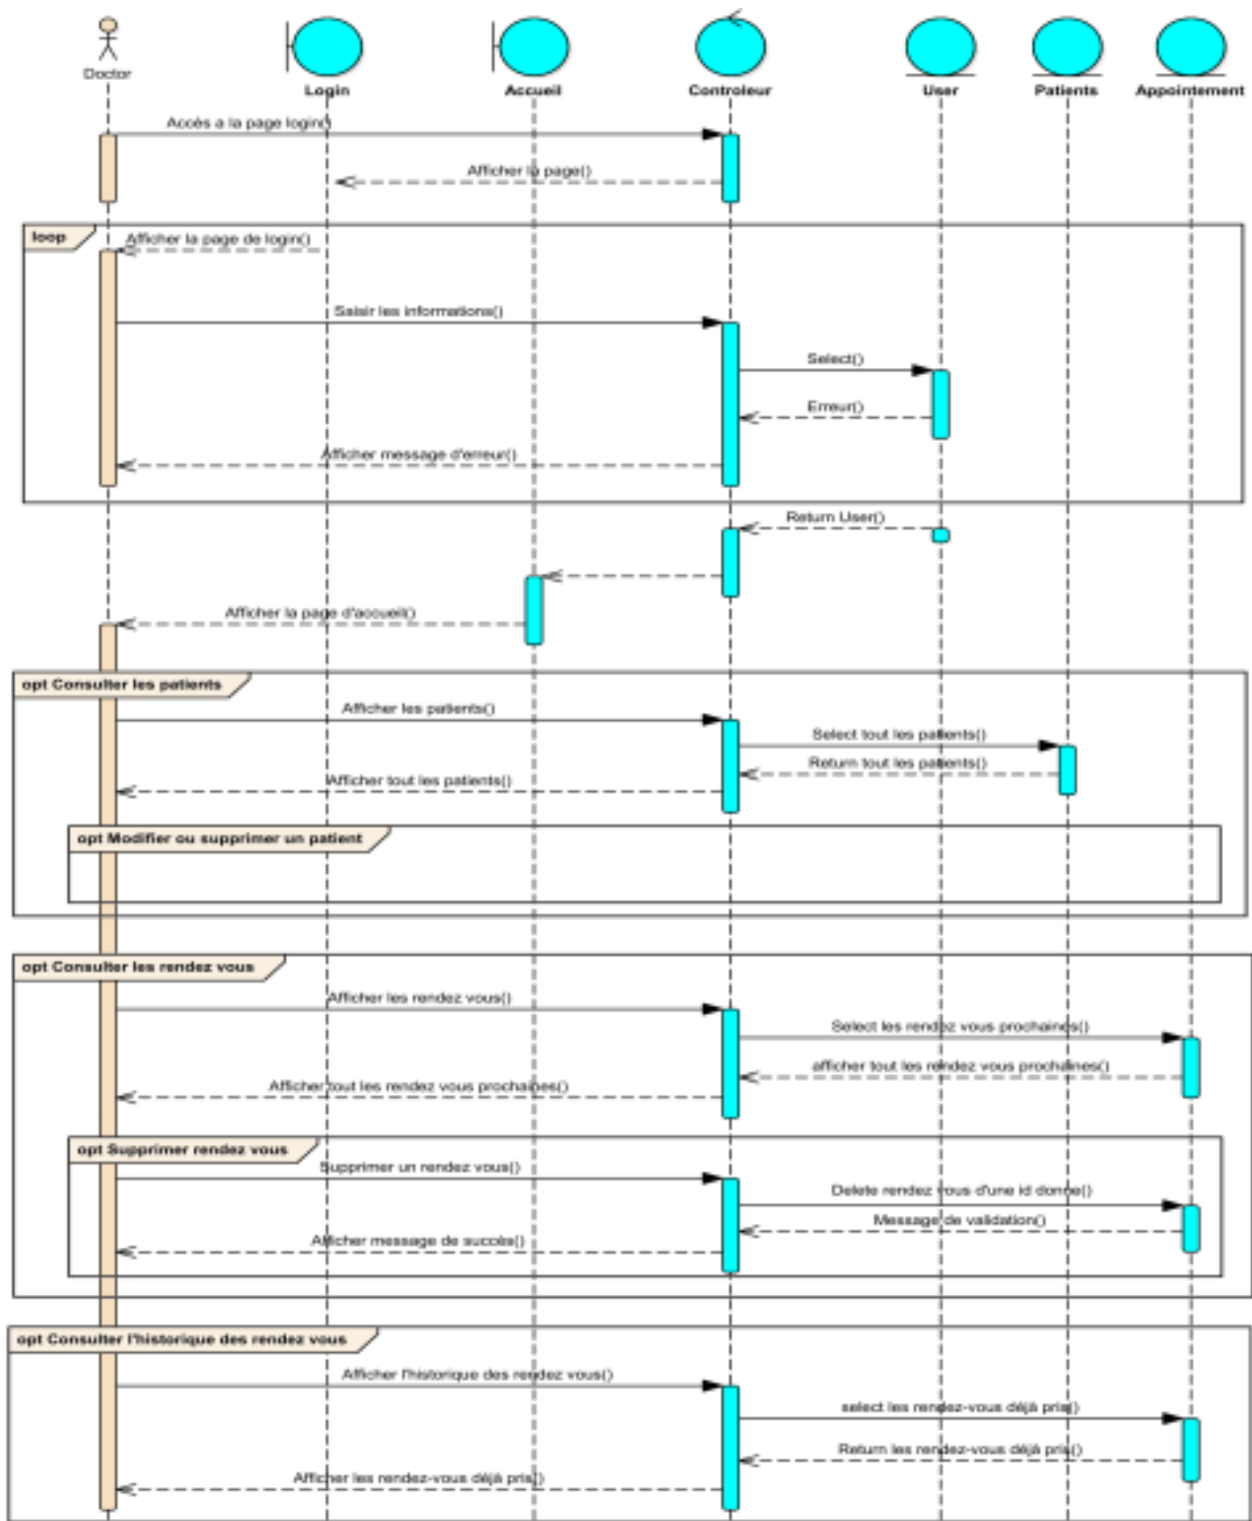 Doctor
Login
Accueil
Controleur
User
Patients
Appointement
Accès a la page login()
Afficher la page()
loop
Afficher la page de login()
Saisir les informations()
Select()
Erreur()
Afficher message d'erreur()
Return User()
Afficher la page d'accueil()
opt Consulter les patients
Afficher les patients()
Select tout les patients()
Return tout les patients()
Afficher tout les patients()
opt Modifier ou supprimer un patient
opt Consulter les rendez vous
Afficher les rendez vous()
Select les rendez vous prochaines()
afficher tout les rendez vous prochaines()
Afficher tout les rendez vous prochaines()
opt Supprimer rendez vous
Supprimer un rendez vous()
Delete rendez vous d'une id donne()
Message de validation()
Afficher message de succès()
opt Consulter l'historique des rendez vous
Afficher l'historique des rendez vous()
select les rendez-vous déjà pris()
Return les rendez-vous déjà pris()
Afficher les rendez-vous déjà pris()